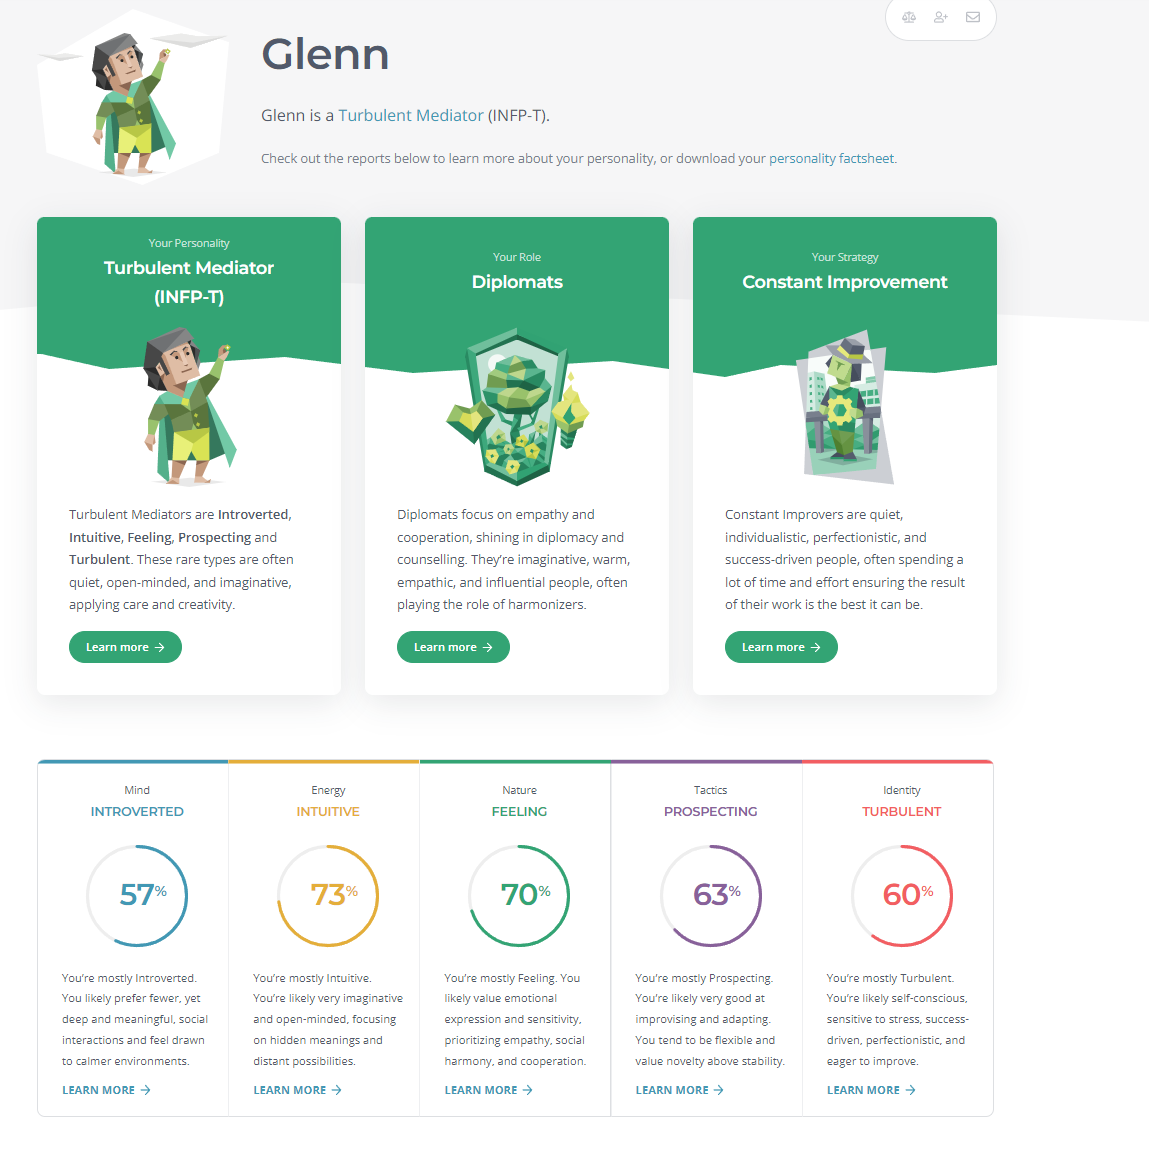 Glenn
Glenn is a Turbulent Mediator (INFP-T).
Check out the reports below to learn more about your personality, or download your personality factsheet.
Your Personality
Turbulent Mediator
(INFP-T)
Turbulent Mediators are Introverted,
Intuitive, Feeling, Prospecting and
Turbulent. These rare types are often
quiet, open-minded, and imaginative,
applying care and creativity.
Learn more →
Your Role
Diplomats
Diplomats focus on empathy and
cooperation, shining in diplomacy and
counselling. They're imaginative, warm,
empathic, and influential people, often
playing the role of harmonizers.
Learn more →
Your Strategy
Constant Improvement
Constant Improvers are quiet,
individualistic, perfectionistic, and
success-driven people, often spending a
lot of time and effort ensuring the result
of their work is the best it can be.
Learn more →
Mind
INTROVERTED
57%
You're mostly Introverted.
You likely prefer fewer, yet
deep and meaningful, social
interactions and feel drawn
to calmer environments.
LEARN MORE →
Energy
INTUITIVE
73%
You're mostly Intuitive.
You're likely very imaginative
and open-minded, focusing
on hidden meanings and
distant possibilities.
LEARN MORE →
Nature
FEELING
70%
You're mostly Feeling. You
likely value emotional
expression and sensitivity,
prioritizing empathy, social
harmony, and cooperation.
LEARN MORE →
Tactics
PROSPECTING
63%
You're mostly Prospecting.
You're likely very good at
improvising and adapting.
You tend to be flexible and
value novelty above stability.
LEARN MORE →
Identity
TURBULENT
60%
You're mostly Turbulent.
You're likely self-conscious,
sensitive to stress, success-
driven, perfectionistic, and
eager to improve.
LEARN MORE →